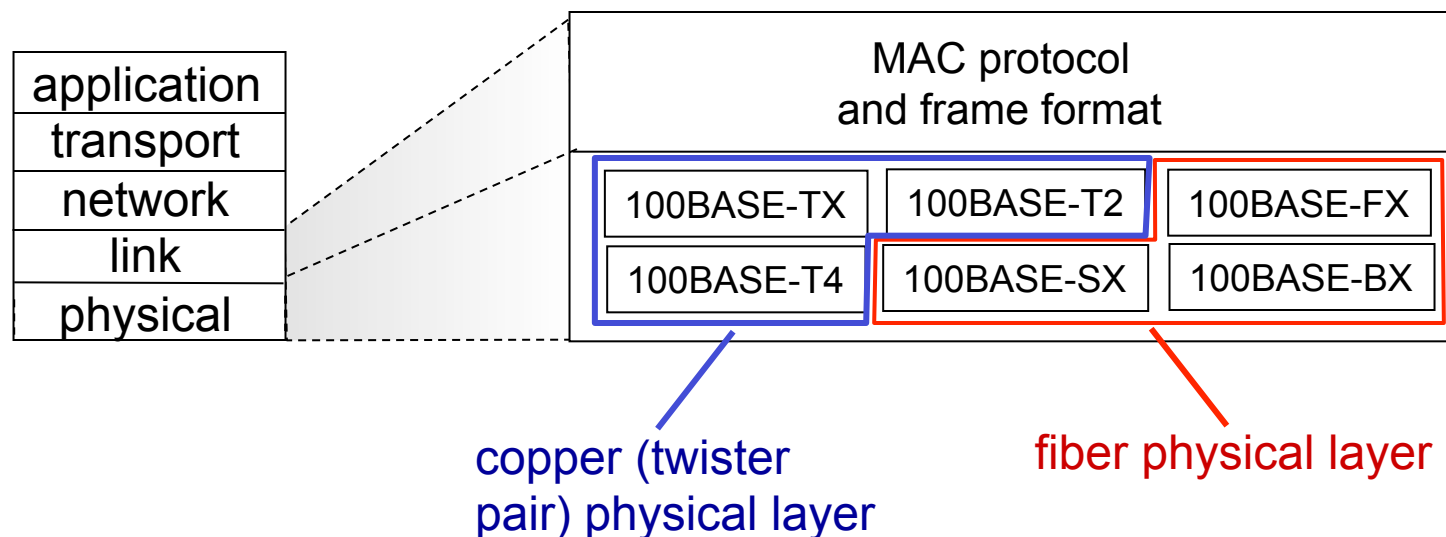 application
transport
network
link
physical
MAC protocol
and frame format
100BASE-TX
100BASE-T2
100BASE-FX
100BASE-T4
100BASE-SX
100BASE-BX
copper (twister
pair) physical layer
fiber physical layer